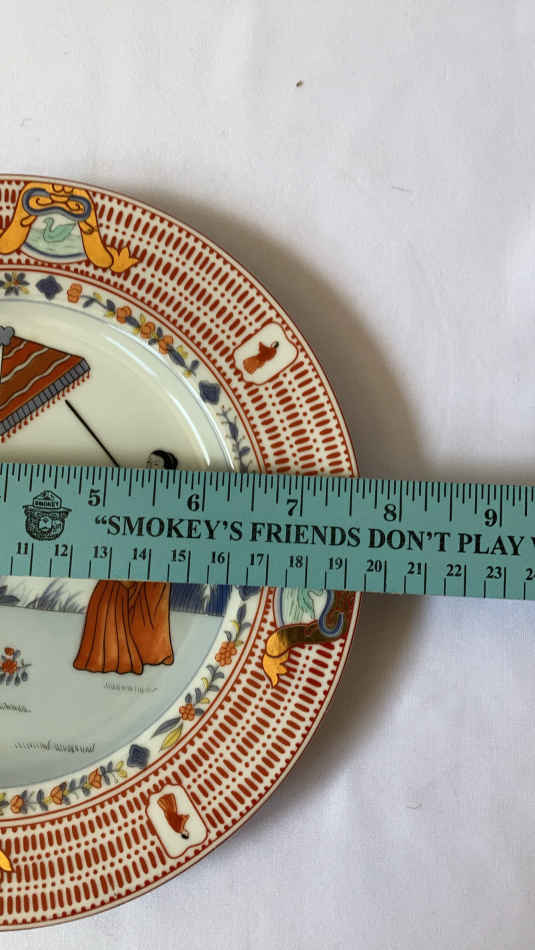 5 6 7 8 9
SMOKEY
"SMOKEY'S FRIENDS DON'T PLAY
11 12 13 14 15 16 17 18 19 20 21 22 23